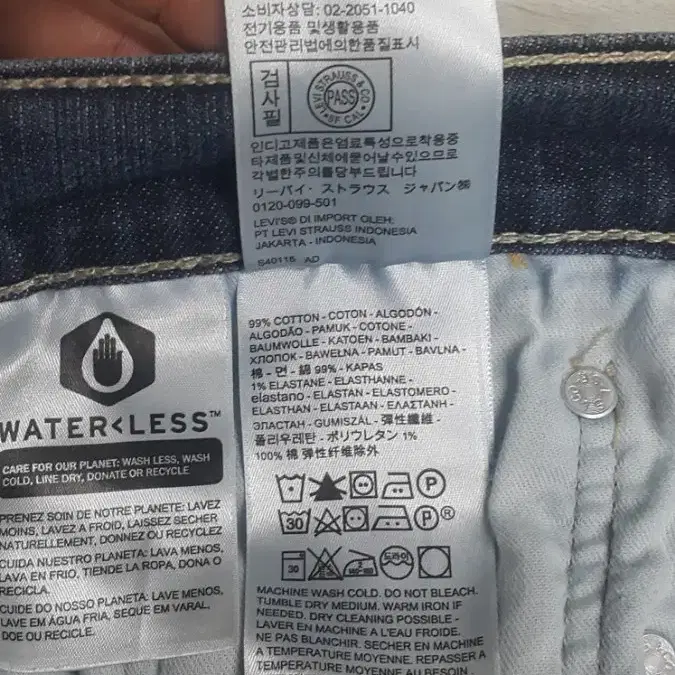 소비자상담: 02-2051-1040
전기용품 및생활용품
안전관리법에의한품질표시
검
사
필
LEVI STRAUSS & CO
PASS
SF CAL
인디고제품은염료특성으로착용중
타제품및신체에묻어날수있으므로
각별한주의를당부드립니다.
リーバイ・ストラウス ジャパン㈱
0120-099-501
LEVI'S® DI IMPORT OLEH:
PT LEVI STRAUSS INDONESIA
JAKARTA - INDONESIA
S40115 AD
WATER<LESS™
CARE FOR OUR PLANET: WASH LESS, WASH
COLD, LINE DRY, DONATE OR RECYCLE
PRENEZ SOIN DE NOTRE PLANETE: LAVEZ
MOINS, LAVEZ A FROID, LAISSEZ SECHER
NATURELLEMENT, DONNEZ OU RECYCLEZ
CUIDA NUESTRO PLANETA: LAVA MENOS,
LAVA EN FRIO, TIENDE LA ROPA, DONA O
RECICLA.
CUIDE DO NOSSO PLANETA: LAVE MENOS,
LAVE EM ÁGUA FRIA, SEQUE EM VARAL,
DOE OU RECICLE.
99% COTTON - COTON - ALGODÓN -
ALGODÃO - PAMUK - COTONE -
BAUMWOLLE - KATOEN - BAMBAKI -
ХЛОПОК - BAWEŁNA - PAMUT - BAVLNA -
棉 - 면 - 綿 99% - KAPAS
1% ELASTANE - ELASTHANNE -
elastano - ELASTAN - ELASTOMERO -
ELASTHAN - ELASTAAN - ΕΛΑΣΤΑΝΗ -
ЭЛАСТАН - GUMISZÁL - 弹性纖维 -
폴리우레탄 - ポリウレタン 1%
100% 棉 弹性纤维除外
P
30 P®
30 2 140-160 드라이
MACHINE WASH COLD. DO NOT BLEACH.
TUMBLE DRY MEDIUM. WARM IRON IF
NEEDED. DRY CLEANING POSSIBLE -
LAVER EN MACHINE A L'EAU FROIDE.
NE PAS BLANCHIR. SECHER EN MACHINE
A TEMPERATURE MOYENNE. REPASSER A
TEMPERATURE MOYENNE